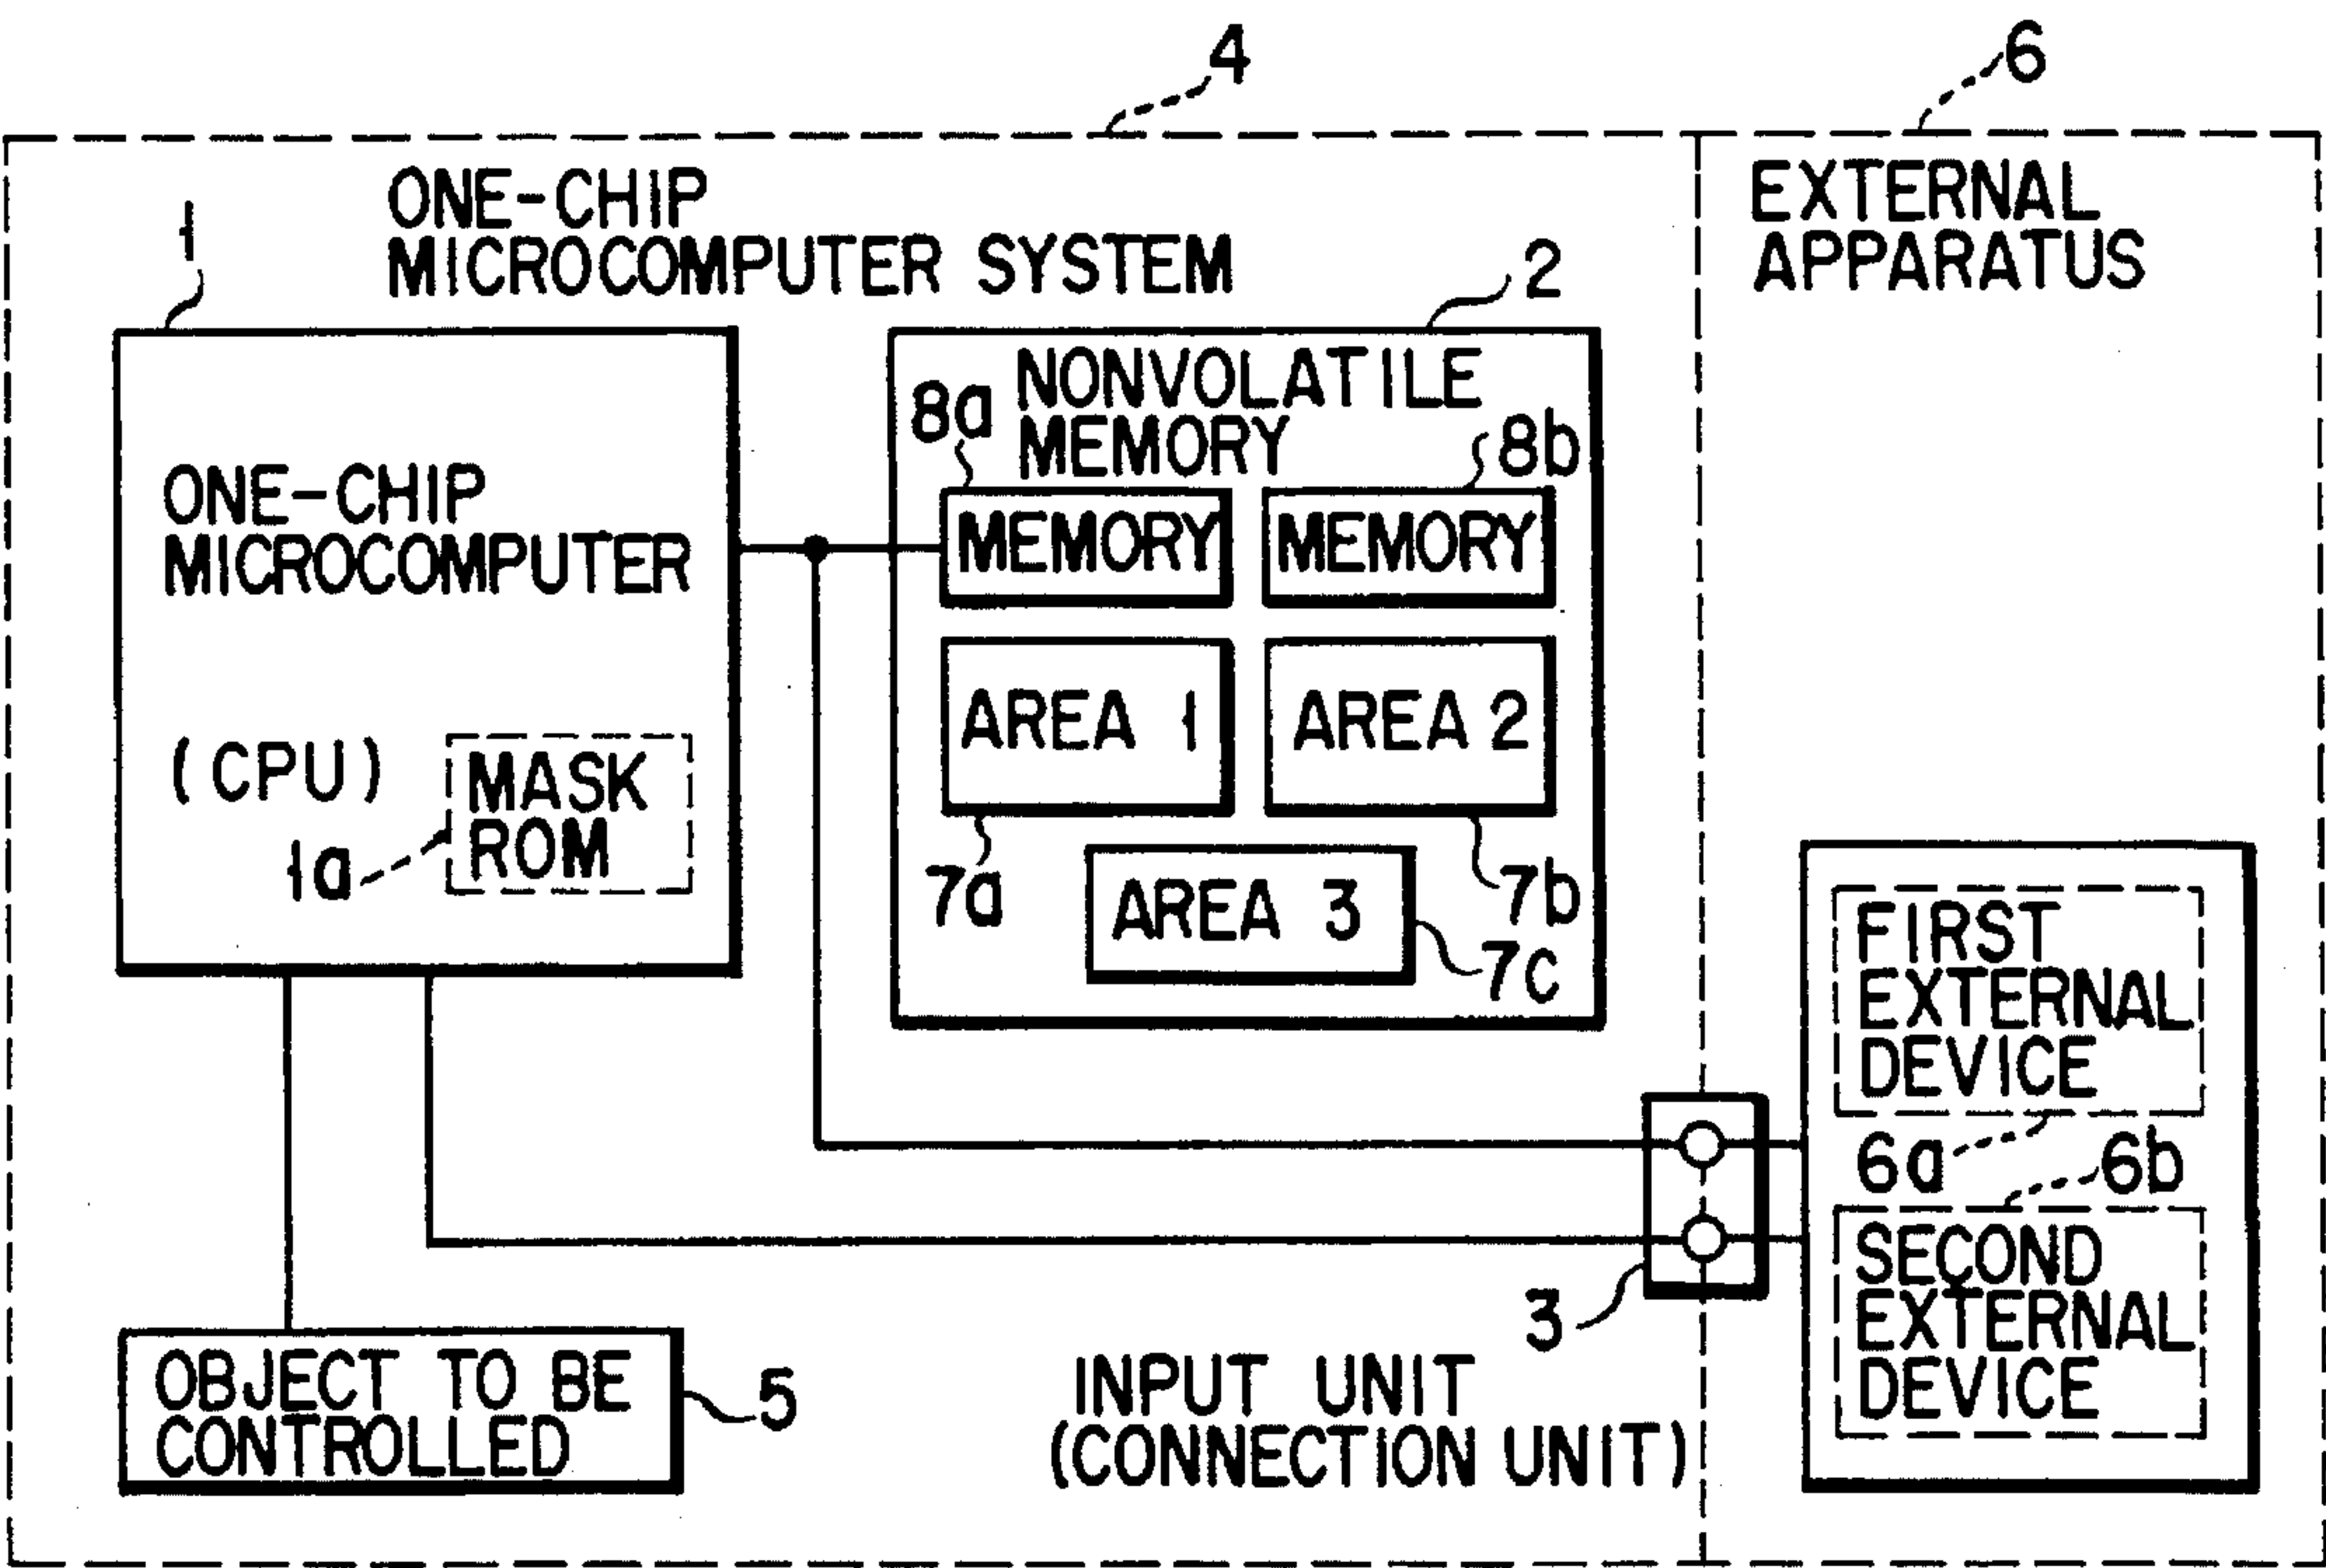 4
6
ONE-CHIP
MICROCOMPUTER SYSTEM
EXTERNAL
APPARATUS
1
2
NONVOLATILE
MEMORY
8a
8b
ONE-CHIP
MICROCOMPUTER
MEMORY
MEMORY
AREA 1
AREA 2
(CPU)
MASK
ROM
1a
7a
7b
AREA 3
7c
FIRST
EXTERNAL
DEVICE
6a
6b
SECOND
EXTERNAL
DEVICE
3
OBJECT TO BE
CONTROLLED
5
INPUT UNIT
(CONNECTION UNIT)